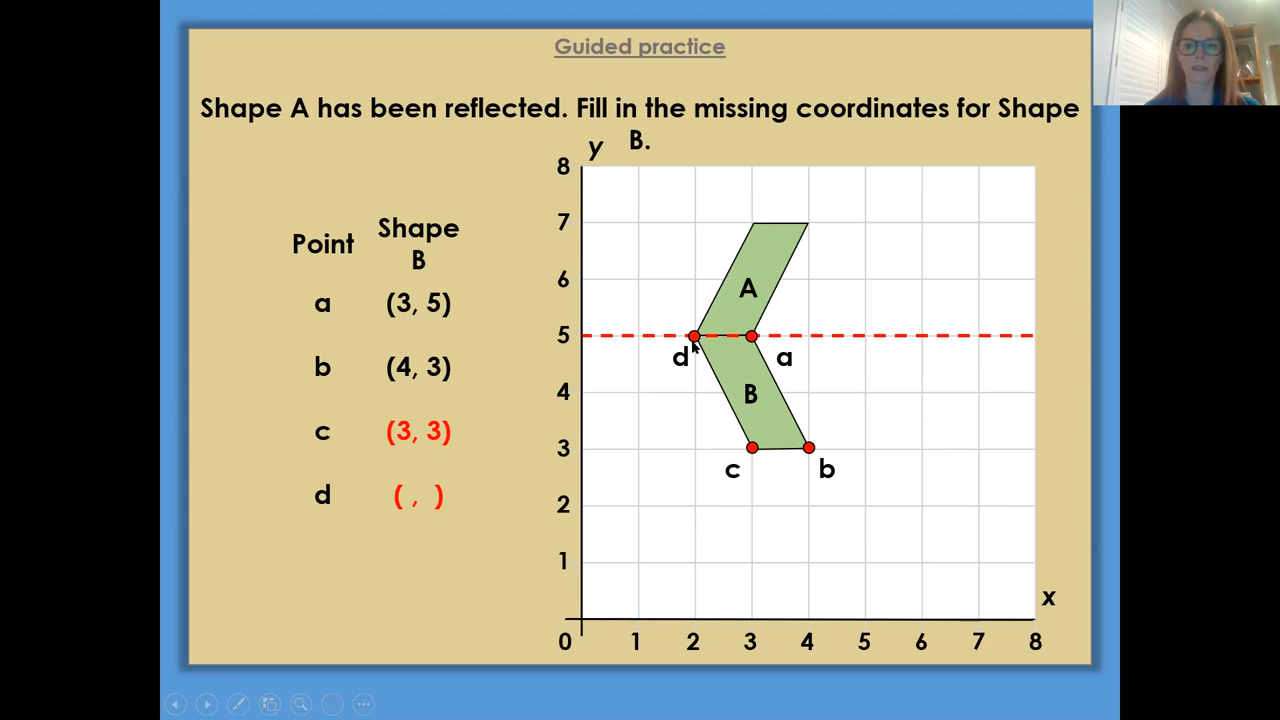 Guided practice
Shape A has been reflected. Fill in the missing coordinates for Shape
B.
Point Shape
B
a (3, 5)
b (4, 3)
c (3, 3)
d ( , )
y
8
7
6
5
4
3
2
1
0 1 2 3 4 5 6 7 8
x
A
d a
B
c b